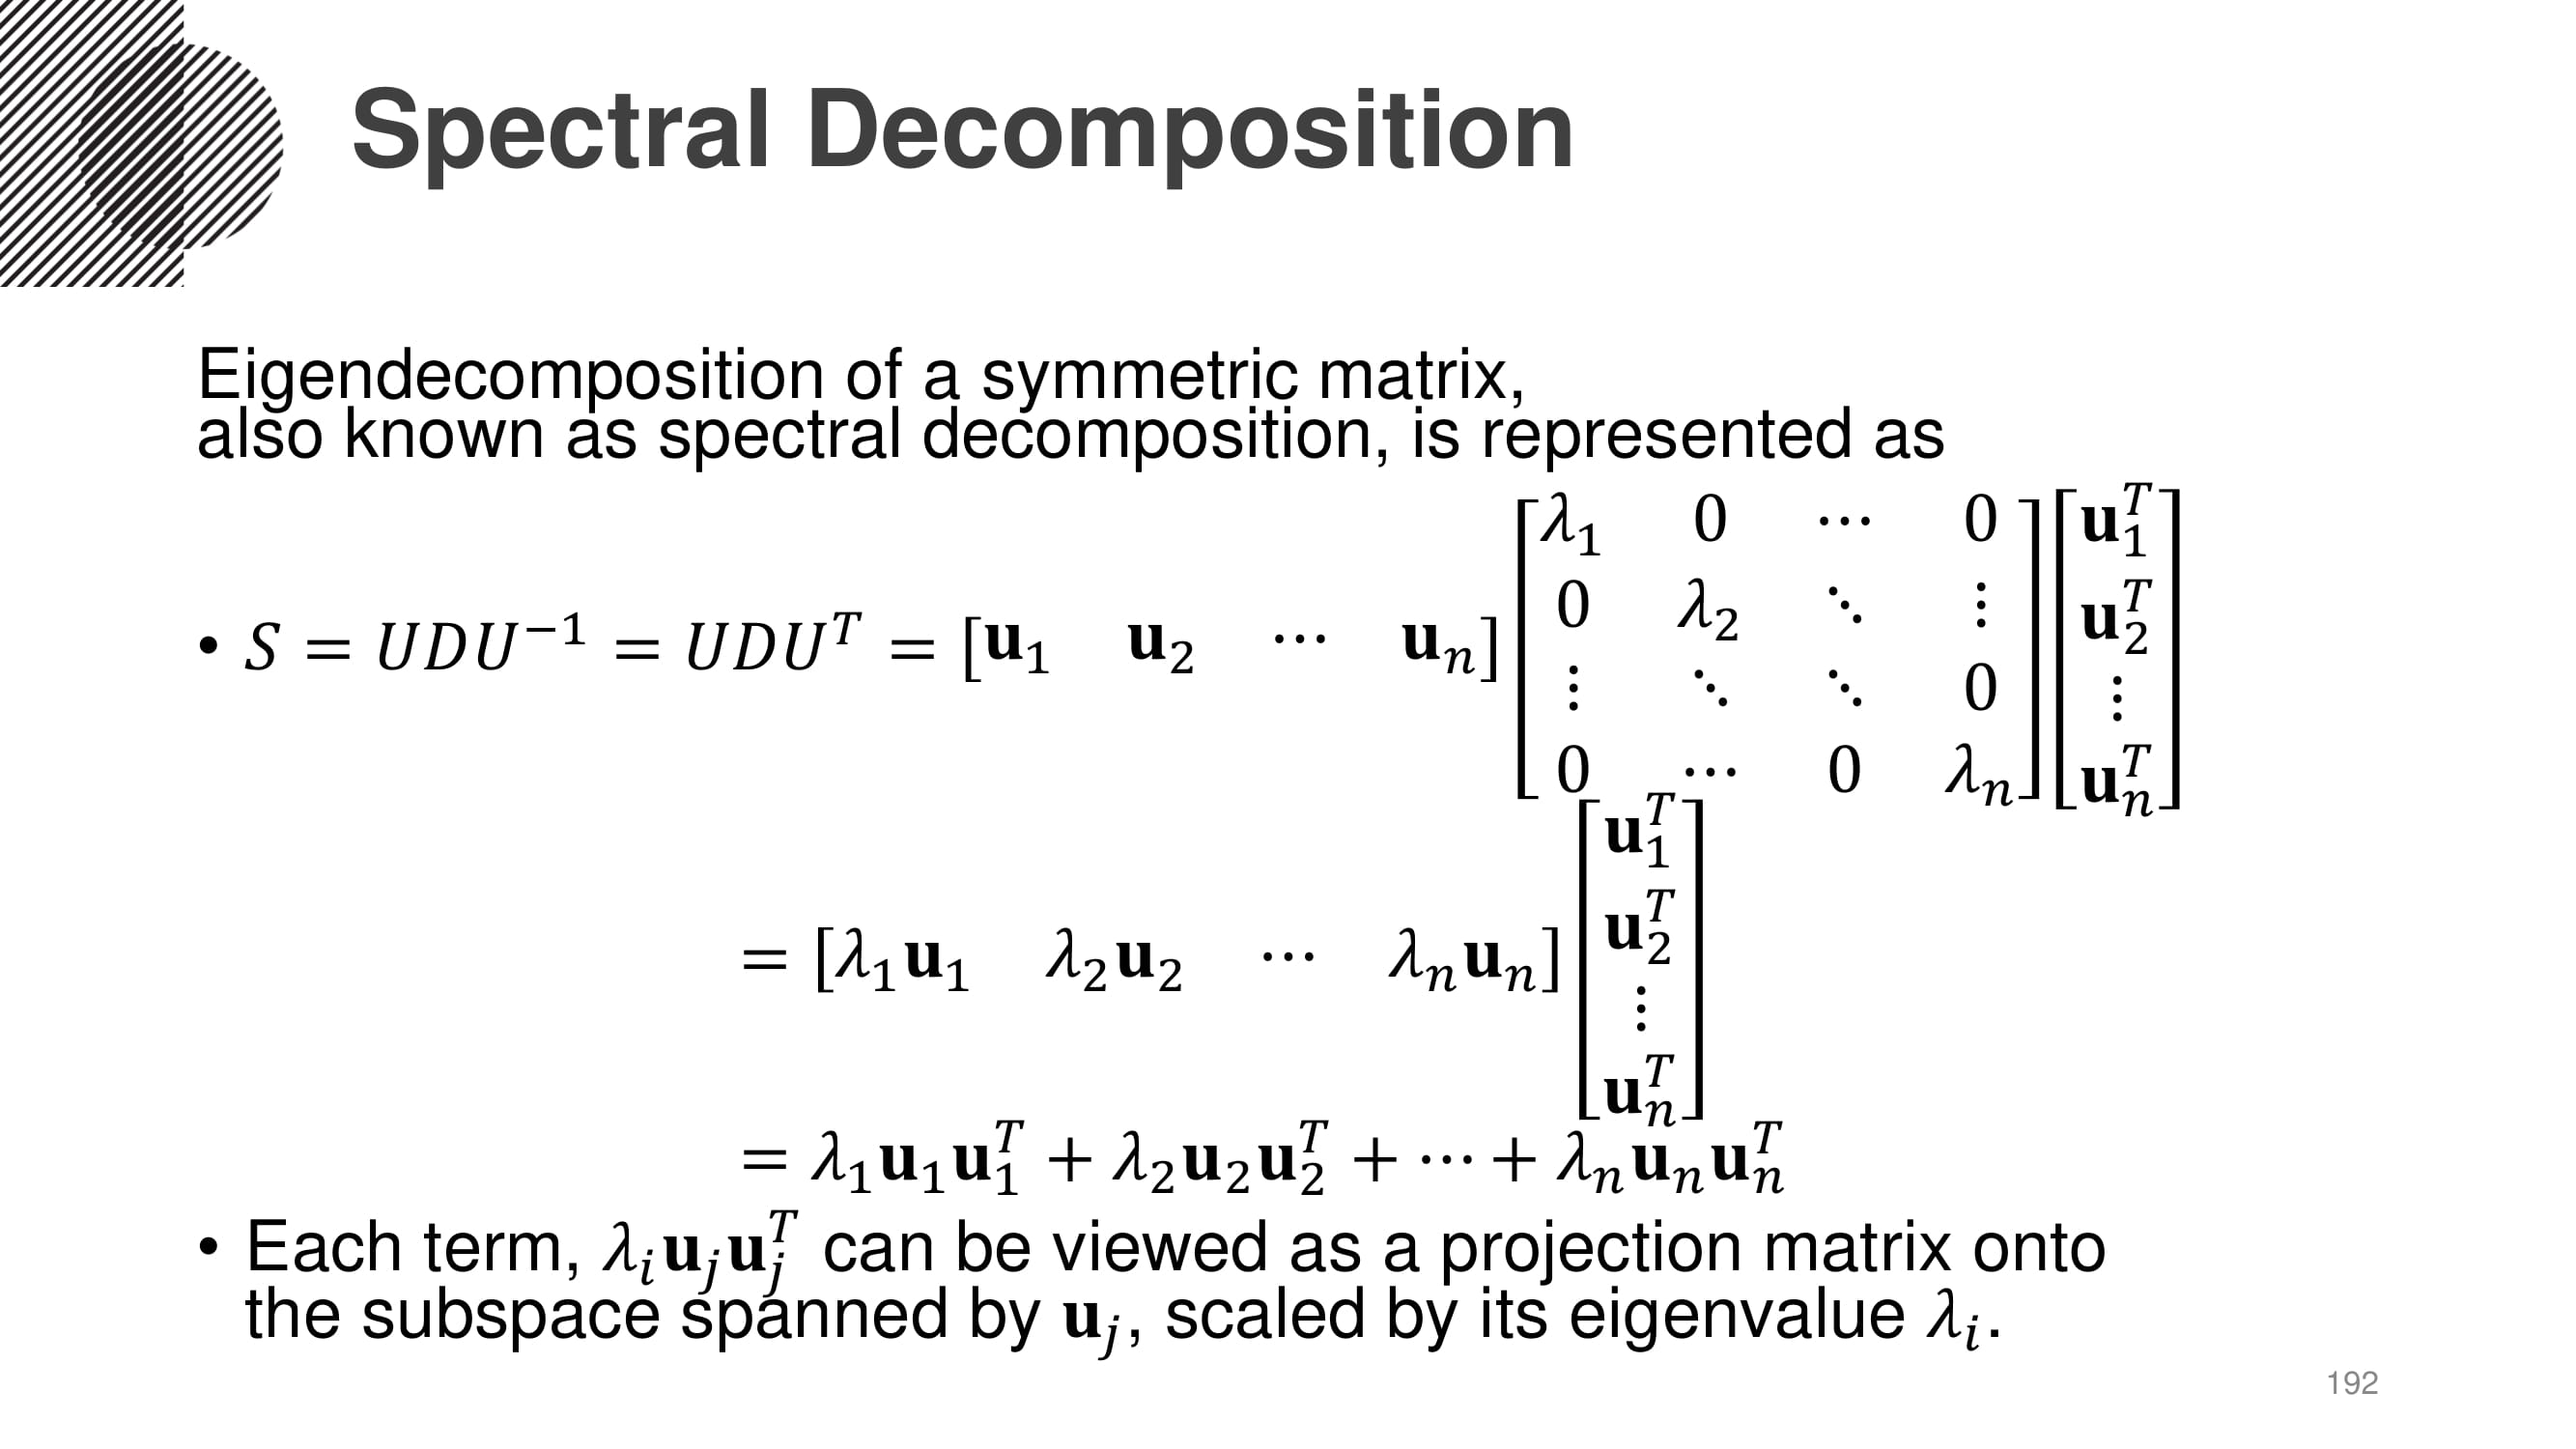 Spectral Decomposition
Eigendecomposition of a symmetric matrix,
also known as spectral decomposition, is represented as
• $S = UDU^{-1} = UDU^T = [\mathbf{u}_1 \quad \mathbf{u}_2 \quad \cdots \quad \mathbf{u}_n] \begin{bmatrix} \lambda_1 & 0 & \cdots & 0 \\ 0 & \lambda_2 & \ddots & \vdots \\ \vdots & \ddots & \ddots & 0 \\ 0 & \cdots & 0 & \lambda_n \end{bmatrix} \begin{bmatrix} \mathbf{u}_1^T \\ \mathbf{u}_2^T \\ \vdots \\ \mathbf{u}_n^T \end{bmatrix}$
$= [\lambda_1\mathbf{u}_1 \quad \lambda_2\mathbf{u}_2 \quad \cdots \quad \lambda_n\mathbf{u}_n] \begin{bmatrix} \mathbf{u}_1^T \\ \mathbf{u}_2^T \\ \vdots \\ \mathbf{u}_n^T \end{bmatrix}$
$= \lambda_1\mathbf{u}_1\mathbf{u}_1^T + \lambda_2\mathbf{u}_2\mathbf{u}_2^T + \cdots + \lambda_n\mathbf{u}_n\mathbf{u}_n^T$
• Each term, $\lambda_i\mathbf{u}_j\mathbf{u}_j^T$ can be viewed as a projection matrix onto
the subspace spanned by $\mathbf{u}_j$, scaled by its eigenvalue $\lambda_i$.
192